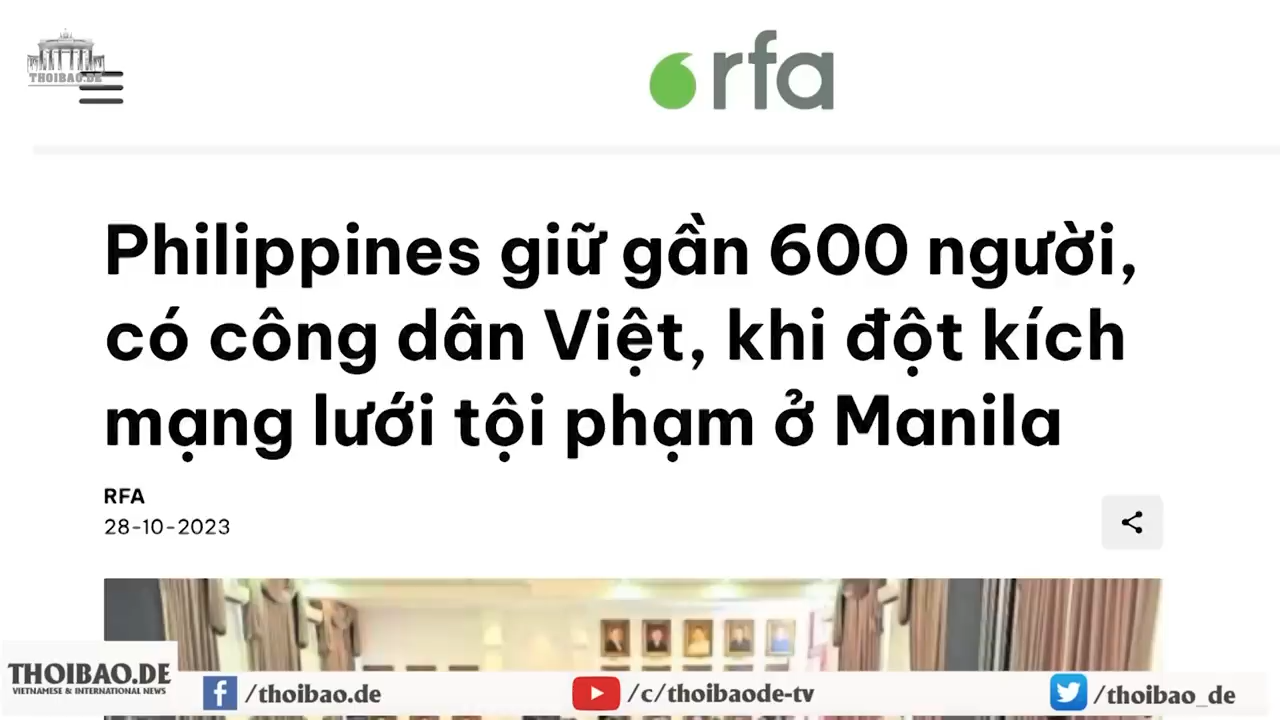 THOIBAO.DE
rfa
Philippines giữ gần 600 người,
có công dân Việt, khi đột kích
mạng lưới tội phạm ở Manila
RFA
28-10-2023
THOIBAO.DE
VIETNAMESE & INTERNATIONAL NEWS
/thoibao.de
/c/thoibaode-tv
/thoibao_de